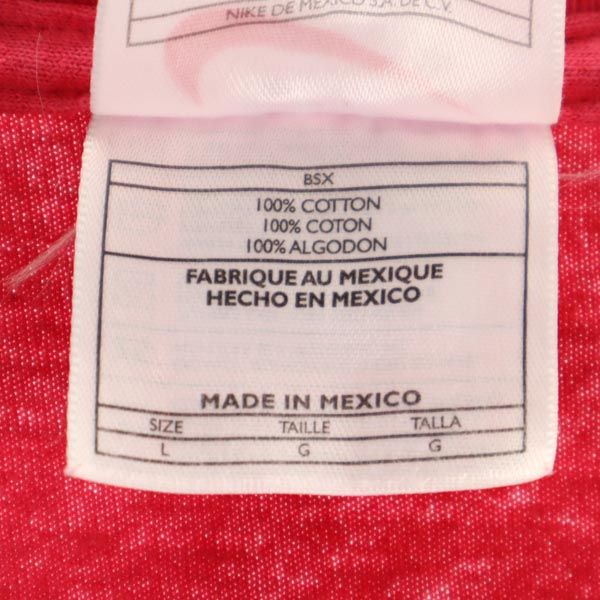 NIKE DE MEXICO S.A. DE C.V.
BSX
100% COTTON
100% COTON
100% ALGODON
FABRIQUE AU MEXIQUE
HECHO EN MEXICO
MADE IN MEXICO
SIZE TAILLE TALLA
L G G